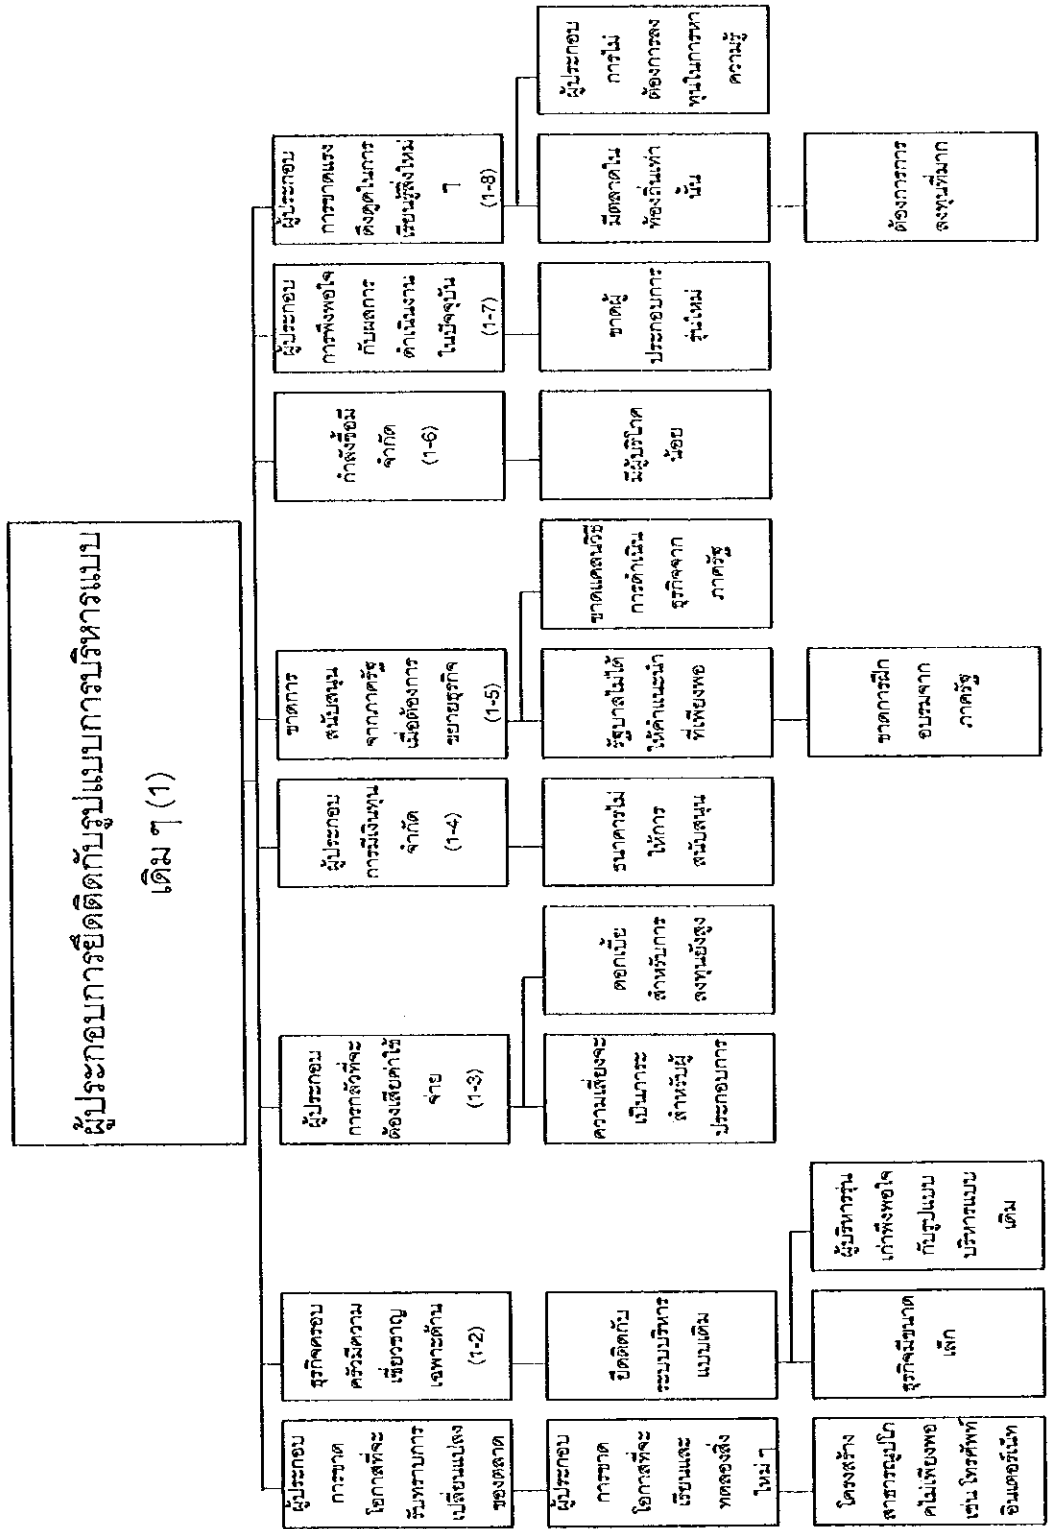 ผู้ประกอบการยึดติดกับรูปแบบการบริหารแบบ
เดิม ๆ (1)
ผู้ประกอบ
การขาด
โอกาสที่จะ
รับทราบการ
เปลี่ยนแปลง
ของตลาด
ธุรกิจครอบ
ครัวมีความ
เชี่ยวชาญ
เฉพาะด้าน
(1-2)
ผู้ประกอบ
การกลัวที่จะ
ต้องเสียค่าใช้
จ่าย
(1-3)
ผู้ประกอบ
การมีเงินทุน
จำกัด
(1-4)
ขาดการ
สนับสนุน
จากภาครัฐ
เมื่อต้องการ
ขยายธุรกิจ
(1-5)
กำลังซื้อมี
จำกัด
(1-6)
ผู้ประกอบ
การพึงพอใจ
กับผลการ
ดำเนินงาน
ในปัจจุบัน
(1-7)
ผู้ประกอบ
การขาดแรง
ดึงดูดในการ
เรียนรู้สิ่งใหม่
ๆ
(1-8)
ผู้ประกอบ
การขาด
โอกาสที่จะ
เรียนและ
ทดลองสิ่ง
ใหม่ ๆ
ยึดติดกับ
ระบบบริหาร
แบบเดิม
ความเสี่ยงจะ
เป็นภาระ
สำหรับผู้
ประกอบการ
ดอกเบี้ย
สำหรับการ
ลงทุนยังสูง
ธนาคารไม่
ให้การ
สนับสนุน
รัฐบาลไม่ได้
ให้คำแนะนำ
ที่เพียงพอ
ขาดแคลนวิธี
การดำเนิน
ธุรกิจจาก
ภาครัฐ
มีผู้บริโภค
น้อย
ขาดผู้
ประกอบการ
รุ่นใหม่
มีตลาดใน
ท้องถิ่นเท่า
นั้น
ผู้ประกอบ
การไม่
ต้องการลง
ทุนในการหา
ความรู้
โครงสร้าง
สาธารณูปโภ
คไม่เพียงพอ
เช่น โทรศัพท์
อินเตอร์เน็ท
ธุรกิจมีขนาด
เล็ก
ผู้บริหารรุ่น
เก่าพึงพอใจ
กับรูปแบบ
บริหารแบบ
เดิม
ขาดการฝึก
อบรมจาก
ภาครัฐ
ต้องการการ
ลงทุนที่มาก